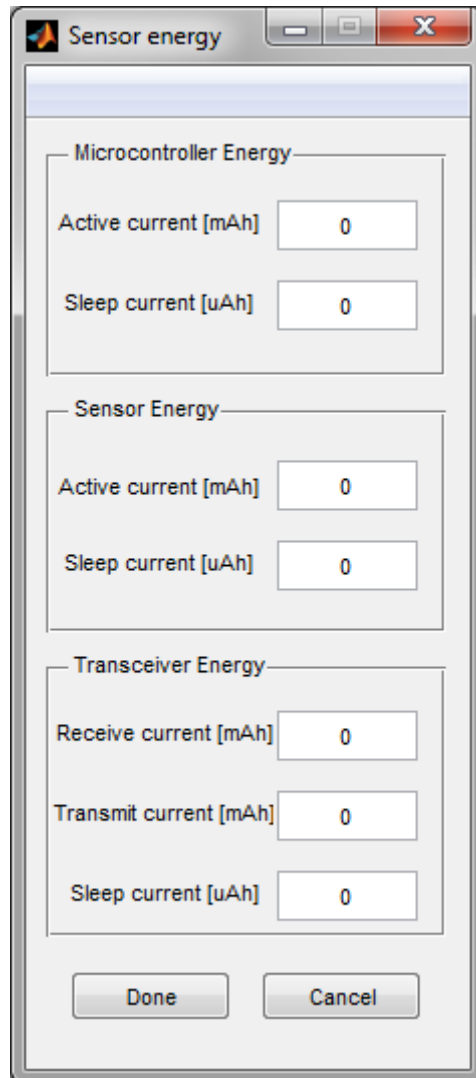 Sensor energy
Microcontroller Energy
Active current [mAh] 0
Sleep current [uAh] 0
Sensor Energy
Active current [mAh] 0
Sleep current [uAh] 0
Transceiver Energy
Receive current [mAh] 0
Transmit current [mAh] 0
Sleep current [uAh] 0
Done Cancel